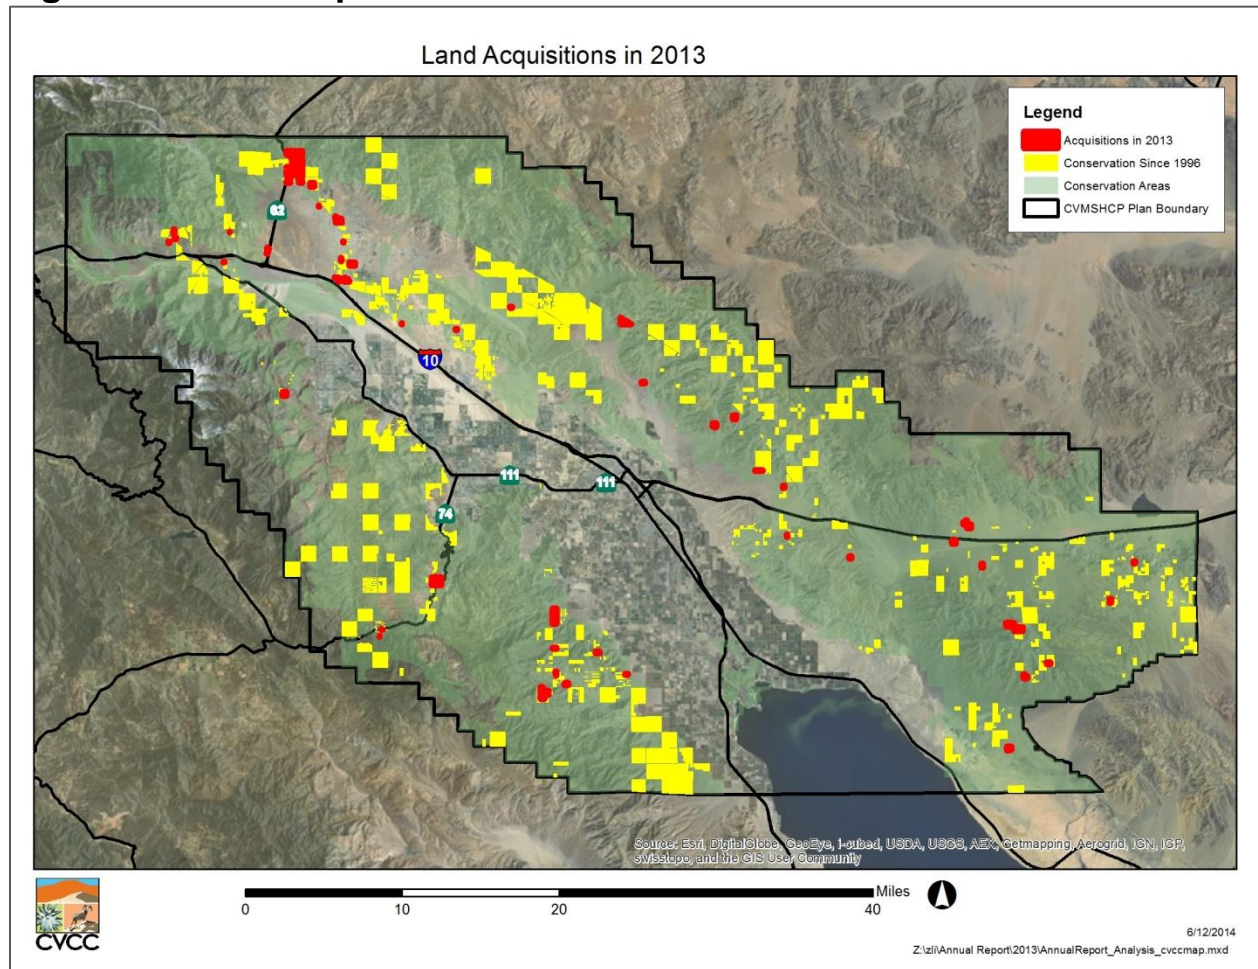 Land Acquisitions in 2013
Legend
Acquisitions in 2013
Conservation Since 1996
Conservation Areas
CVMSHCP Plan Boundary
62
10
111
111
74
Source: Esri, DigitalGlobe, GeoEye, i-cubed, USDA, USGS, AEX, Getmapping, Aerogrid, IGN, IGP,
swisstopo, and the GIS User Community
Miles
0 10 20 40
CVCC
6/12/2014
Z:\zli\Annual Report\2013\AnnualReport_Analysis_cvccmap.mxd